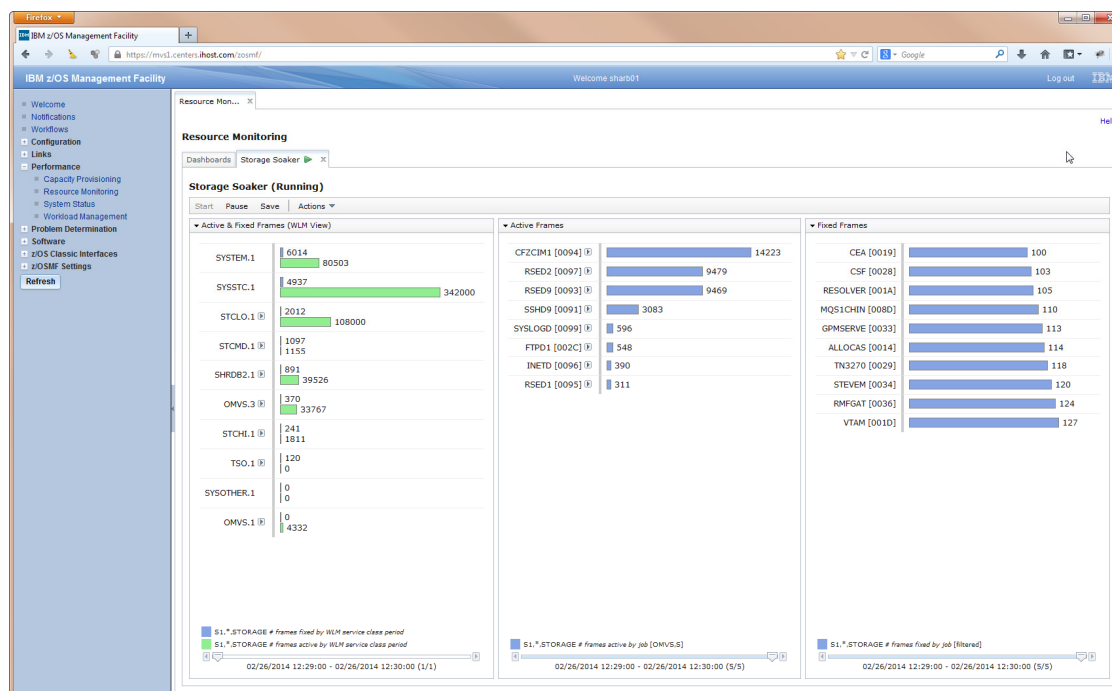 Firefox
IBM z/OS Management Facility
https://mvs1.centers.ihost.com/zosmf/
Google
IBM z/OS Management Facility
Welcome sharb01
Log out
IBM
Welcome
Notifications
Workflows
Configuration
Links
Performance
Capacity Provisioning
Resource Monitoring
System Status
Workload Management
Problem Determination
Software
z/OS Classic Interfaces
z/OSMF Settings
Refresh
Resource Mon...
Hel
Resource Monitoring
Dashboards Storage Soaker
Storage Soaker (Running)
Start Pause Save Actions
Active & Fixed Frames (WLM View)
SYSTEM.1 6014
80503
SYSSTC.1 4937
342000
STCLO.1 2012
108000
STCMD.1 1097
1155
SHRDB2.1 891
39526
OMVS.3 370
33767
STCHI.1 241
1811
TSO.1 120
0
SYSOTHER.1 0
0
OMVS.1 0
4332
S1,*,STORAGE # frames fixed by WLM service class period
S1,*,STORAGE # frames active by WLM service class period
02/26/2014 12:29:00 - 02/26/2014 12:30:00 (1/1)
Active Frames
CFZCIM1 [0094] 14223
RSED2 [0097] 9479
RSED9 [0093] 9469
SSHD9 [0091] 3083
SYSLOGD [0099] 596
FTPD1 [002C] 548
INETD [0096] 390
RSED1 [0095] 311
S1,*,STORAGE # frames active by job [OMVS,S]
02/26/2014 12:29:00 - 02/26/2014 12:30:00 (5/5)
Fixed Frames
CEA [0019] 100
CSF [0028] 103
RESOLVER [001A] 105
MQS1CHIN [008D] 110
GPMSERVE [0033] 113
ALLOCAS [0014] 114
TN3270 [0029] 118
STEVEM [0034] 120
RMFGAT [0036] 124
VTAM [001D] 127
S1,*,STORAGE # frames fixed by job [filtered]
02/26/2014 12:29:00 - 02/26/2014 12:30:00 (5/5)